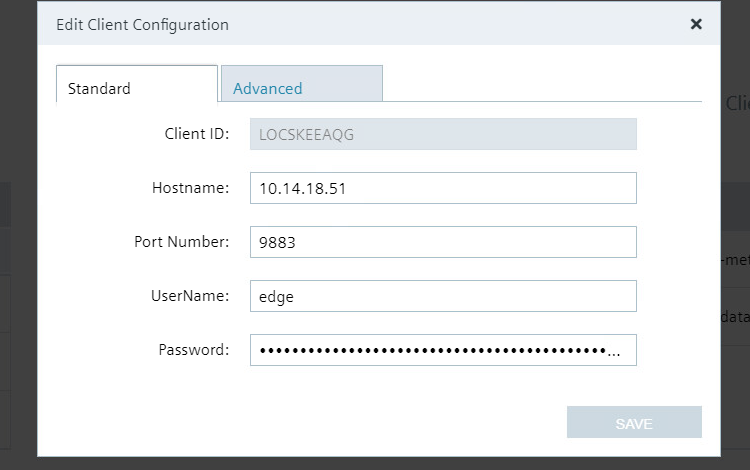 Edit Client Configuration ×
Standard Advanced
Client ID: LOCSKEEAQG
Hostname: 10.14.18.51
Port Number: 9883
UserName: edge
Password: •••••••••••••••••••••••••••••••••••••••••••...
SAVE
Cli
-met
data